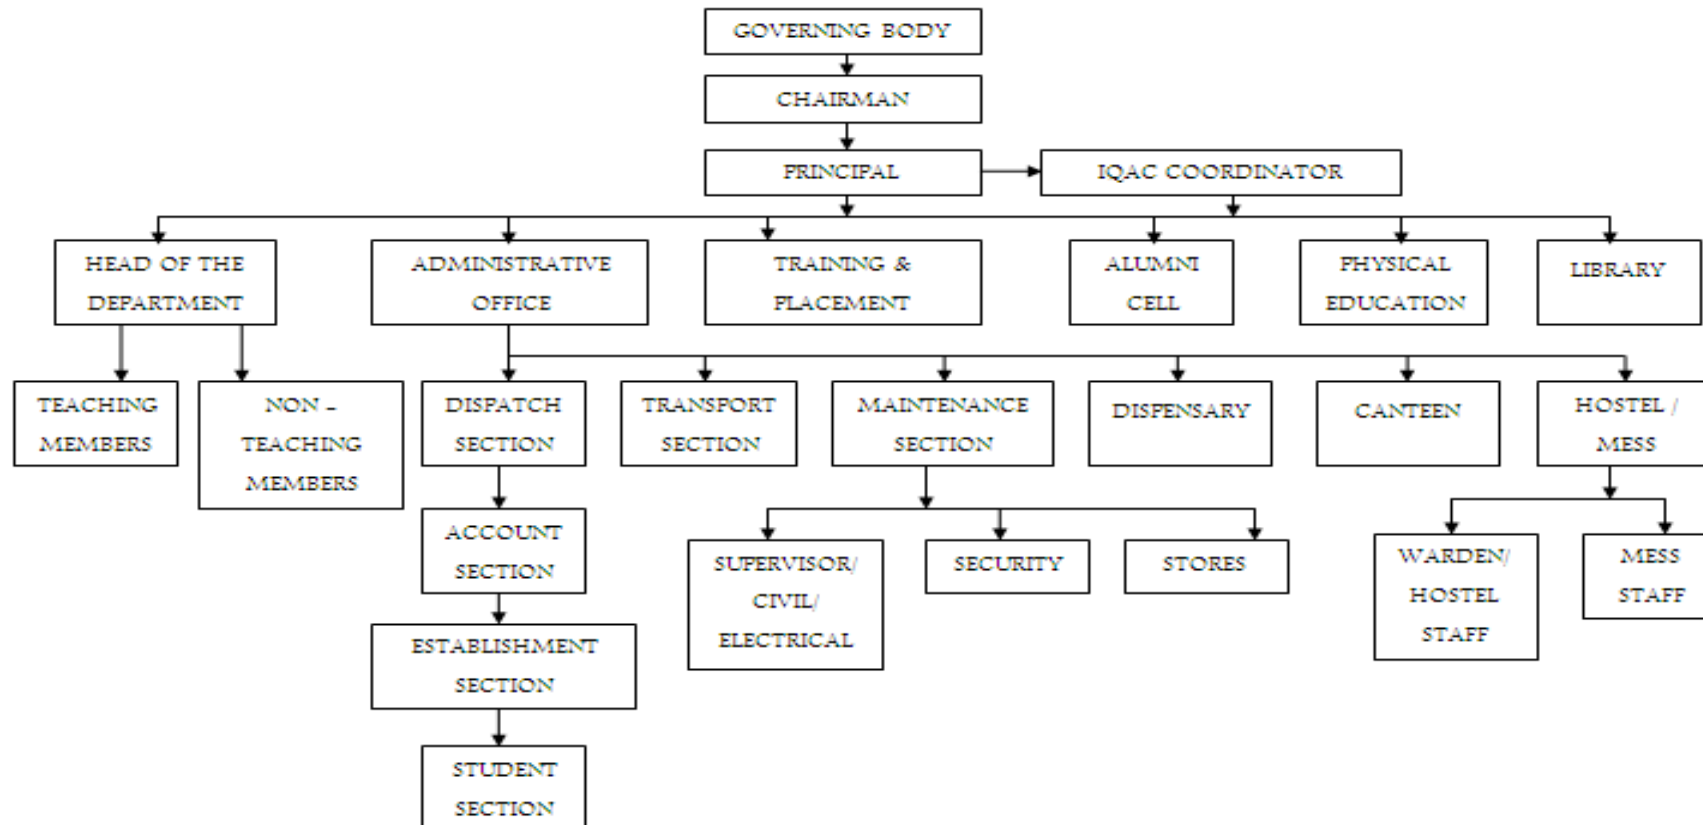 GOVERNING BODY
CHAIRMAN
PRINCIPAL
IQAC COORDINATOR
HEAD OF THE
DEPARTMENT
ADMINISTRATIVE
OFFICE
TRAINING &
PLACEMENT
ALUMNI
CELL
PHYSICAL
EDUCATION
LIBRARY
TEACHING
MEMBERS
NON –
TEACHING
MEMBERS
DISPATCH
SECTION
TRANSPORT
SECTION
MAINTENANCE
SECTION
DISPENSARY
CANTEEN
HOSTEL /
MESS
ACCOUNT
SECTION
SUPERVISOR/
CIVIL/
ELECTRICAL
SECURITY
STORES
WARDEN/
HOSTEL
STAFF
MESS
STAFF
ESTABLISHMENT
SECTION
STUDENT
SECTION